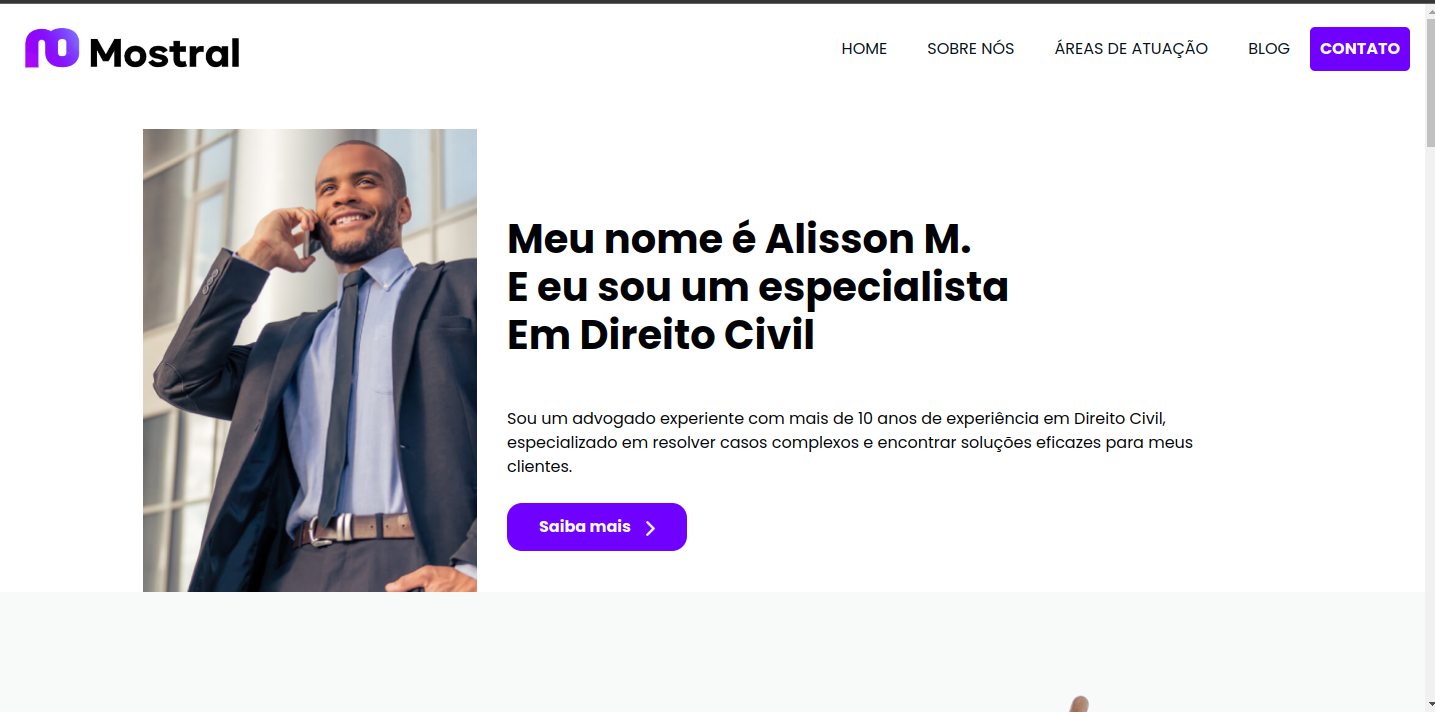 Mostral
HOME
SOBRE NÓS
ÁREAS DE ATUAÇÃO
BLOG
CONTATO
Meu nome é Alisson M.
E eu sou um especialista
Em Direito Civil
Sou um advogado experiente com mais de 10 anos de experiência em Direito Civil,
especializado em resolver casos complexos e encontrar soluções eficazes para meus
clientes.
Saiba mais